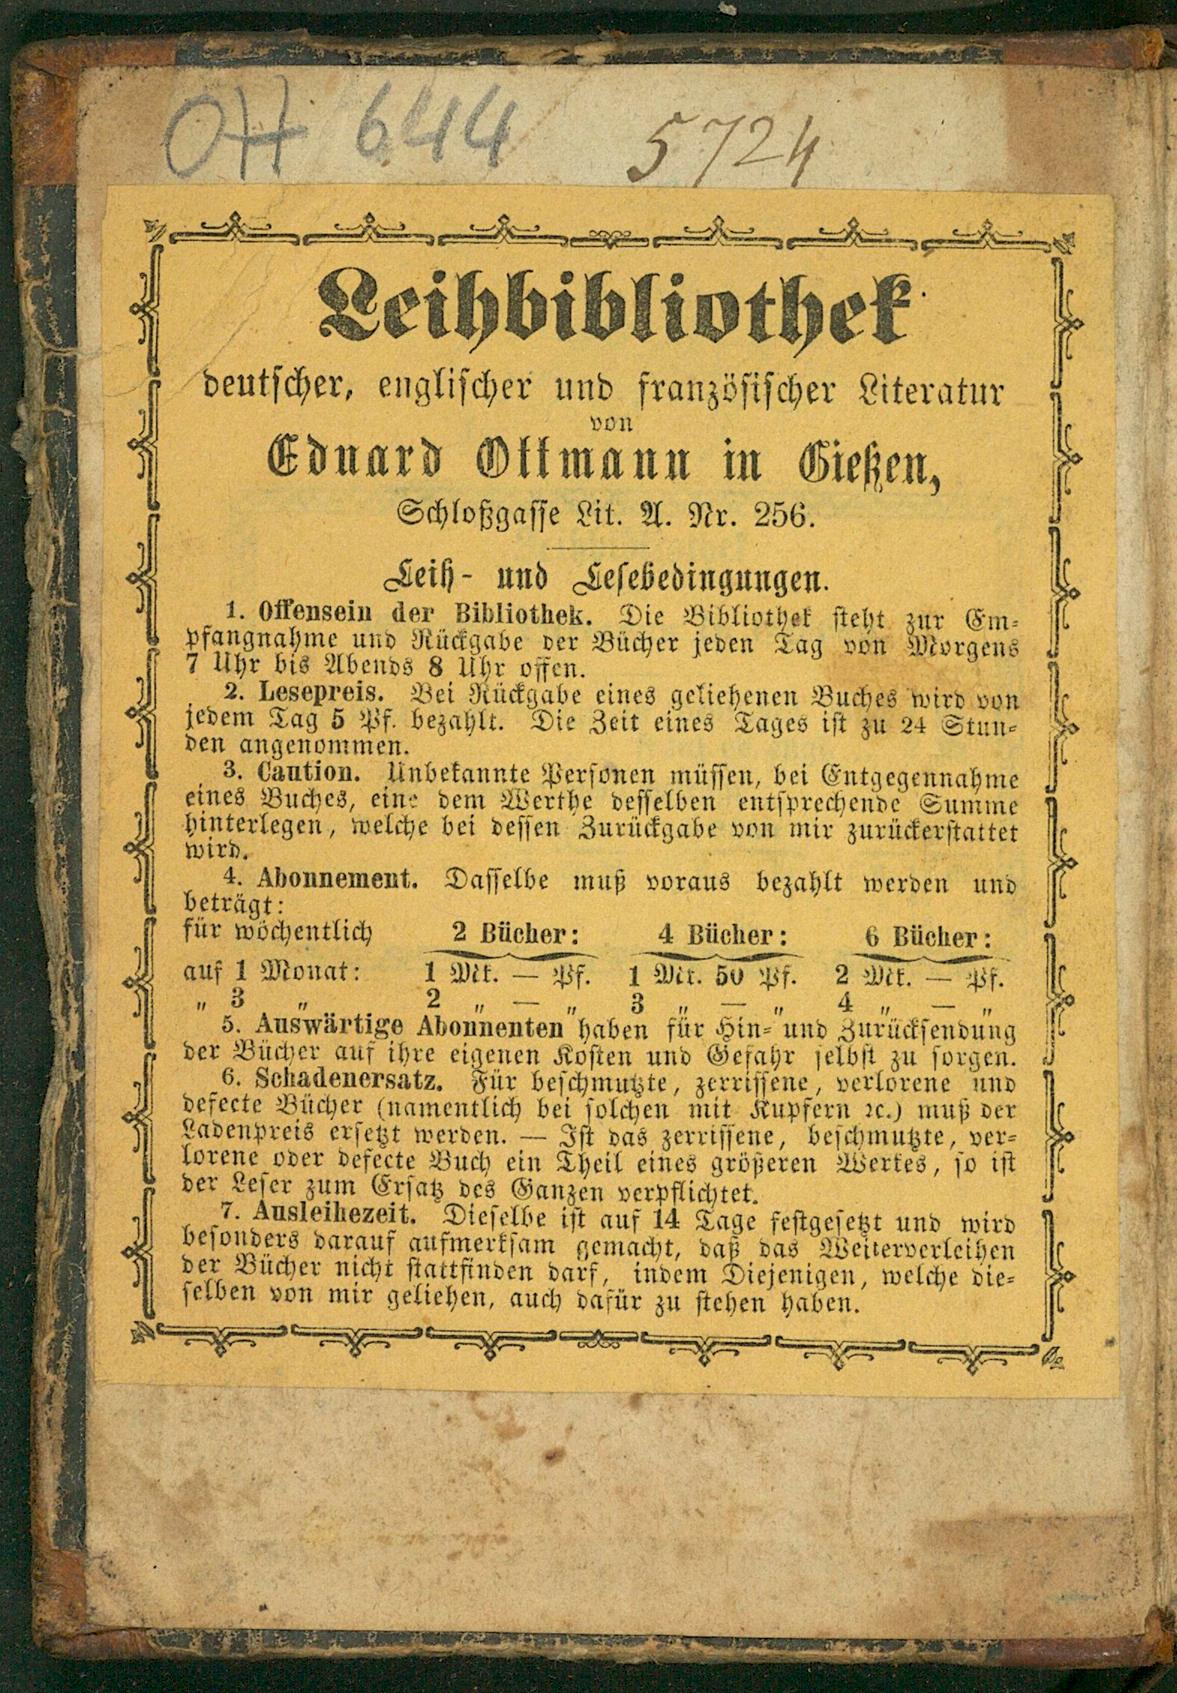 OH 644 5724
Leihbibliothek
deutscher, englischer und französischer Literatur
von
Eduard Ottmann in Gießen,
Schloßgasse Lit. A. Nr. 256.
Leih- und Lesebedingungen.
1. Offensein der Bibliothek. Die Bibliothek steht zur Em-
pfangnahme und Rückgabe der Bücher jeden Tag von Morgens
7 Uhr bis Abends 8 Uhr offen.
2. Lesepreis. Bei Rückgabe eines geliehenen Buches wird von
jedem Tag 5 Pf. bezahlt. Die Zeit eines Tages ist zu 24 Stun-
den angenommen.
3. Caution. Unbekannte Personen müssen, bei Entgegennahme
eines Buches, eine dem Werthe desselben entsprechende Summe
hinterlegen, welche bei dessen Zurückgabe von mir zurückerstattet
wird.
4. Abonnement. Dasselbe muß voraus bezahlt werden und
beträgt:
für wöchentlich 2 Bücher: 4 Bücher: 6 Bücher:
auf 1 Monat: 1 Mk. — Pf. 1 Mk. 50 Pf. 2 Mk. — Pf.
„ 3 „ 2 „ — „ 3 „ — „ 4 „ — „
5. Auswärtige Abonnenten haben für Hin- und Zurücksendung
der Bücher auf ihre eigenen Kosten und Gefahr selbst zu sorgen.
6. Schadenersatz. Für beschmutzte, zerrissene, verlorene und
defecte Bücher (namentlich bei solchen mit Kupfern ꝛc.) muß der
Ladenpreis ersetzt werden. — Ist das zerrissene, beschmutzte, ver-
lorene oder defecte Buch ein Theil eines größeren Werkes, so ist
der Leser zum Ersatz des Ganzen verpflichtet.
7. Ausleihezeit. Dieselbe ist auf 14 Tage festgesetzt und wird
besonders darauf aufmerksam gemacht, daß das Weiterverleihen
der Bücher nicht stattfinden darf, indem Diejenigen, welche die-
selben von mir geliehen, auch dafür zu stehen haben.